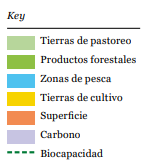 Key
Tierras de pastoreo
Productos forestales
Zonas de pesca
Tierras de cultivo
Superficie
Carbono
Biocapacidad